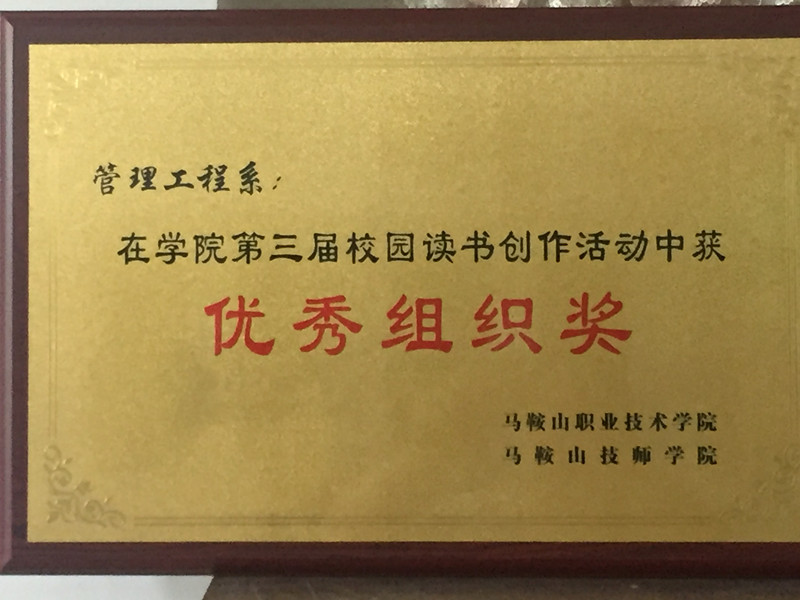 管理工程系：
在学院第三届校园读书创作活动中获
优秀组织奖
马鞍山职业技术学院
马鞍山技师学院